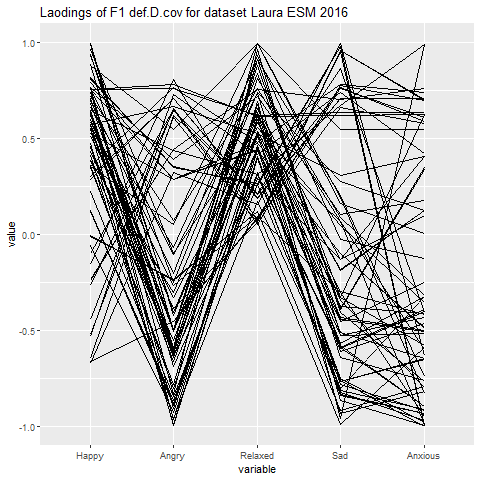 Laodings of F1 def.D.cov for dataset Laura ESM 2016
1.0
0.5
0.0
-0.5
-1.0
value
Happy Angry Relaxed Sad Anxious
variable